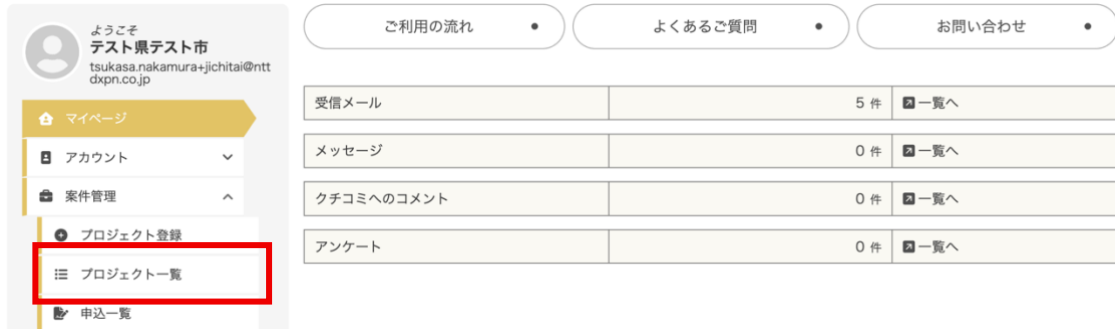 ようこそ
テスト県テスト市
tsukasa.nakamura+jichitai@ntt
dxpn.co.jp
マイページ
アカウント
案件管理
プロジェクト登録
プロジェクト一覧
申込一覧
ご利用の流れ
よくあるご質問
お問い合わせ
受信メール 5 件 一覧へ
メッセージ 0 件 一覧へ
クチコミへのコメント 0 件 一覧へ
アンケート 0 件 一覧へ